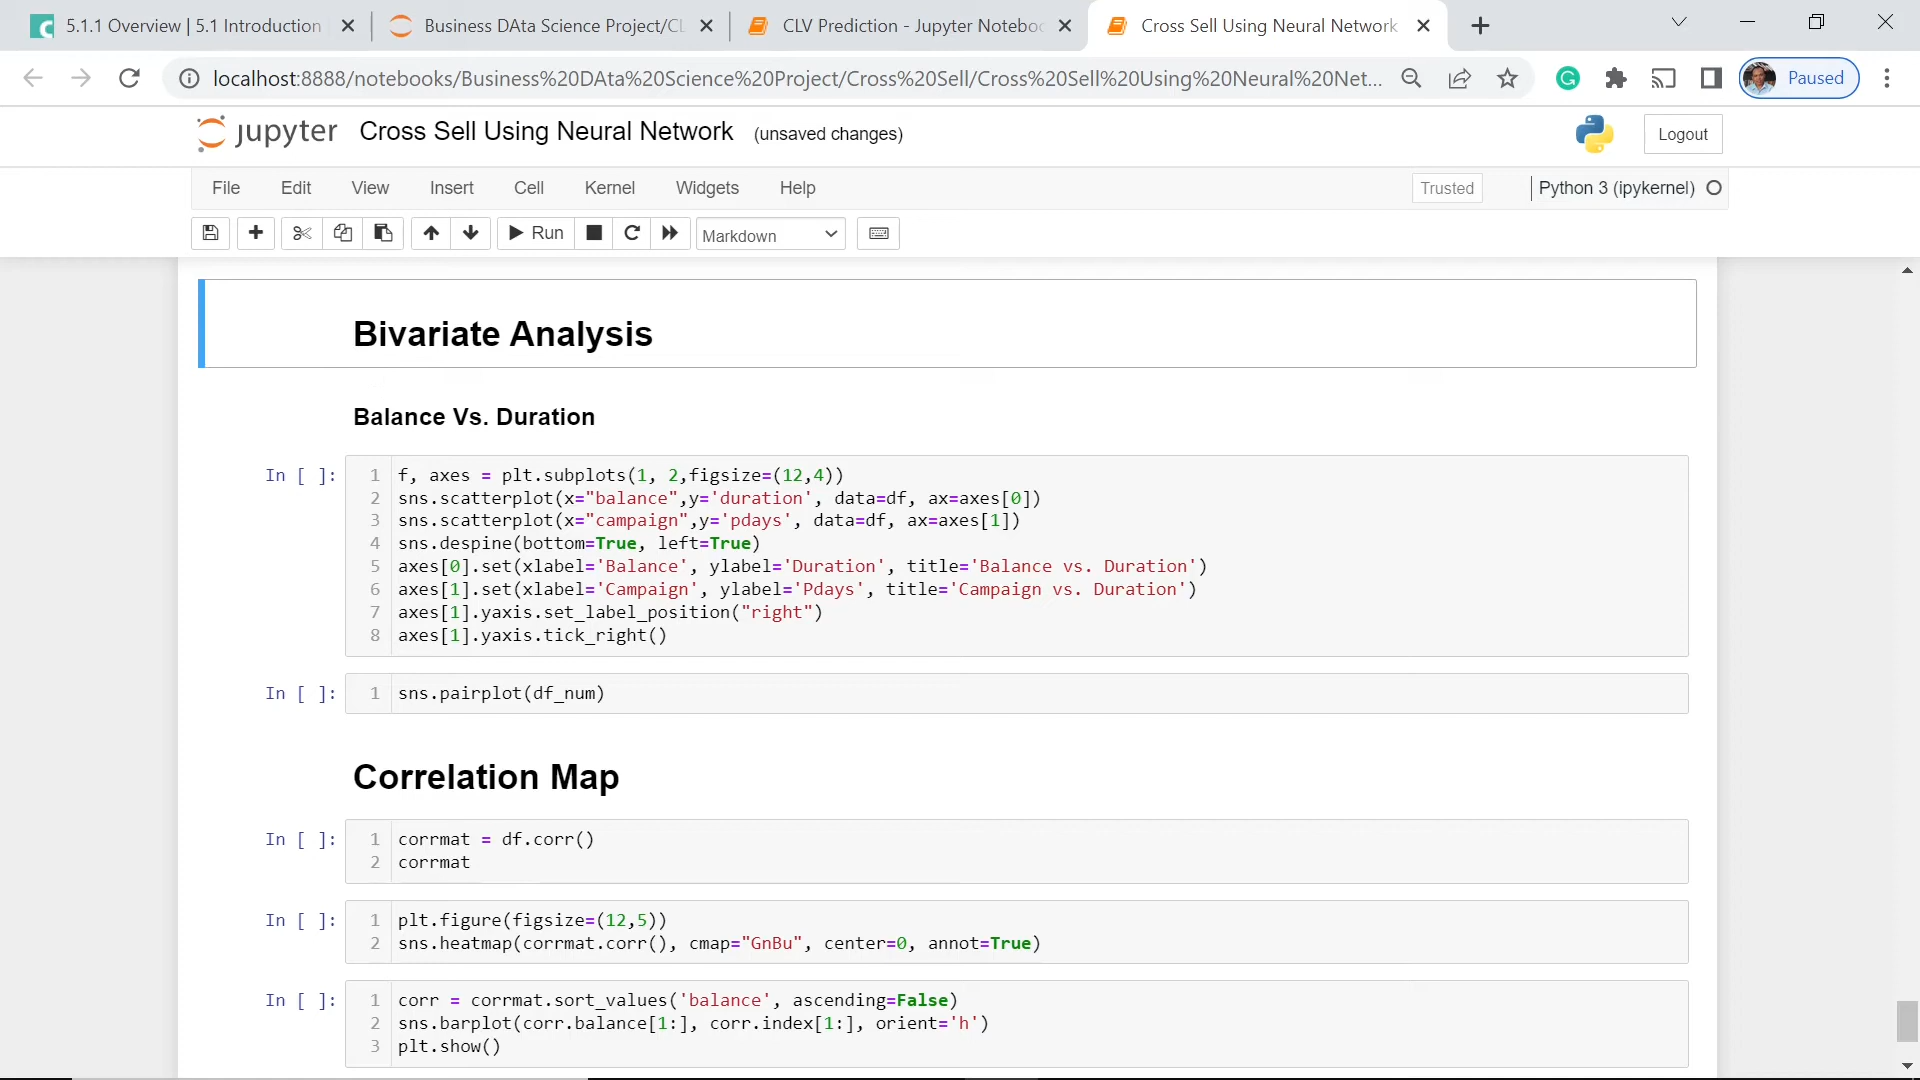 5.1.1 Overview | 5.1 Introduction
Business DAta Science Project/CL
CLV Prediction - Jupyter Noteboo
Cross Sell Using Neural Network
localhost:8888/notebooks/Business%20DAta%20Science%20Project/Cross%20Sell/Cross%20Sell%20Using%20Neural%20Net...
Paused
jupyter Cross Sell Using Neural Network (unsaved changes)
Logout
File Edit View Insert Cell Kernel Widgets Help
Trusted
Python 3 (ipykernel)
Run
Markdown
Bivariate Analysis
Balance Vs. Duration
In [ ]:
1 f, axes = plt.subplots(1, 2,figsize=(12,4))
2 sns.scatterplot(x="balance",y='duration', data=df, ax=axes[0])
3 sns.scatterplot(x="campaign",y='pdays', data=df, ax=axes[1])
4 sns.despine(bottom=True, left=True)
5 axes[0].set(xlabel='Balance', ylabel='Duration', title='Balance vs. Duration')
6 axes[1].set(xlabel='Campaign', ylabel='Pdays', title='Campaign vs. Duration')
7 axes[1].yaxis.set_label_position("right")
8 axes[1].yaxis.tick_right()
In [ ]:
1 sns.pairplot(df_num)
Correlation Map
In [ ]:
1 corrmat = df.corr()
2 corrmat
In [ ]:
1 plt.figure(figsize=(12,5))
2 sns.heatmap(corrmat.corr(), cmap="GnBu", center=0, annot=True)
In [ ]:
1 corr = corrmat.sort_values('balance', ascending=False)
2 sns.barplot(corr.balance[1:], corr.index[1:], orient='h')
3 plt.show()